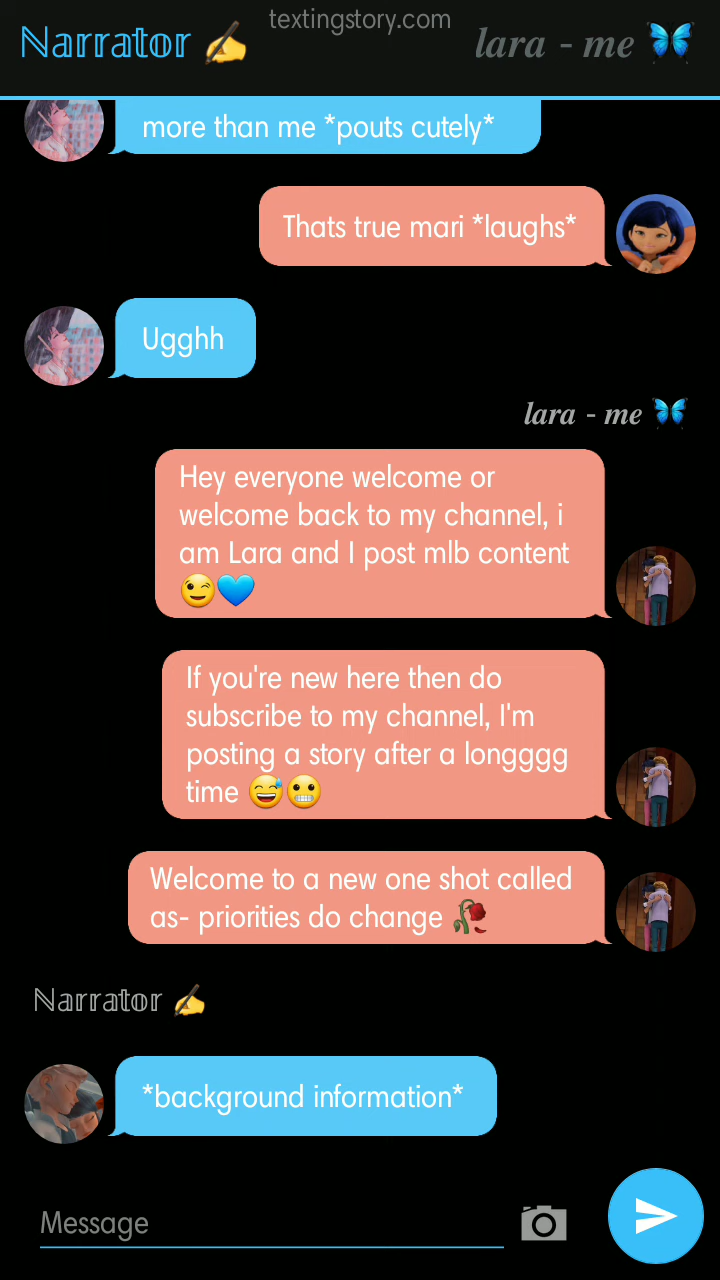 textingstory.com
Narrator ✍️
lara - me 🦋
more than me *pouts cutely*
Thats true mari *laughs*
Ugghh
lara - me 🦋
Hey everyone welcome or
welcome back to my channel, i
am Lara and I post mlb content
😉💙
If you're new here then do
subscribe to my channel, I'm
posting a story after a longggg
time 😅😬
Welcome to a new one shot called
as- priorities do change 🥀
Narrator ✍️
*background information*
Message